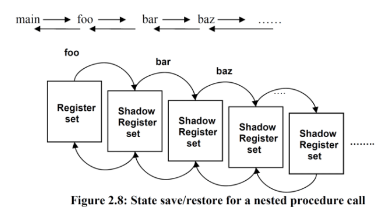 main foo bar baz ......
foo
bar
baz
.....
Register
set
Shadow
Register
set
Shadow
Register
set
Shadow
Register
set
Shadow
Register
set
........
Figure 2.8: State save/restore for a nested procedure call